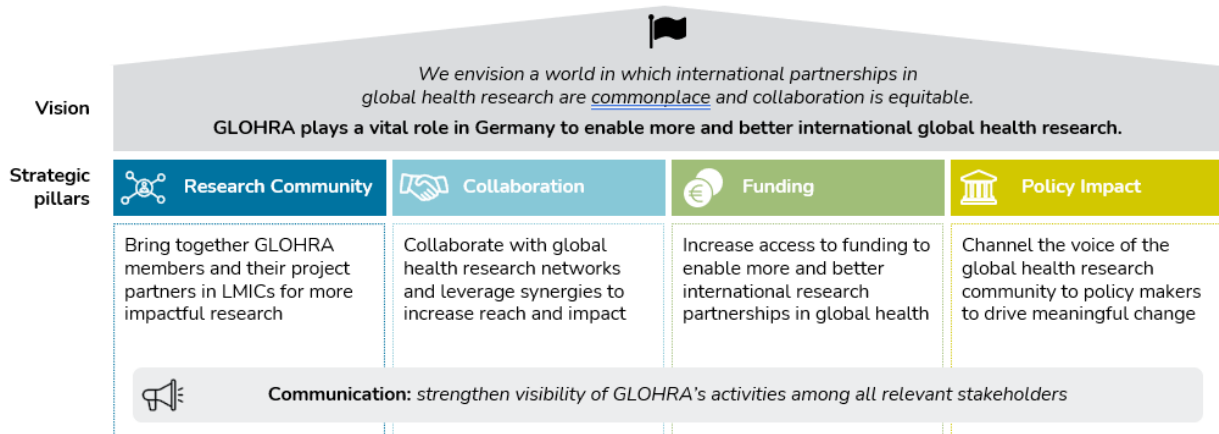 We envision a world in which international partnerships in
global health research are commonplace and collaboration is equitable.
Vision
GLOHRA plays a vital role in Germany to enable more and better international global health research.
Strategic
pillars
Research Community
Collaboration
Funding
Policy Impact
Bring together GLOHRA
members and their project
partners in LMICs for more
impactful research
Collaborate with global
health research networks
and leverage synergies to
increase reach and impact
Increase access to funding to
enable more and better
international research
partnerships in global health
Channel the voice of the
global health research
community to policy makers
to drive meaningful change
Communication: strengthen visibility of GLOHRA's activities among all relevant stakeholders